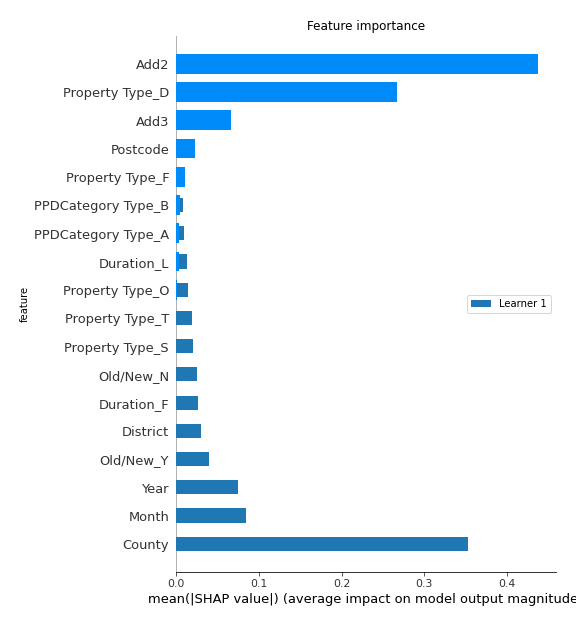 Feature importance
Add2
Property Type_D
Add3
Postcode
Property Type_F
PPDCategory Type_B
PPDCategory Type_A
Duration_L
Property Type_O
Property Type_T
Property Type_S
Old/New_N
Duration_F
District
Old/New_Y
Year
Month
County
feature
Learner 1
0.0 0.1 0.2 0.3 0.4
mean(|SHAP value|) (average impact on model output magnitude